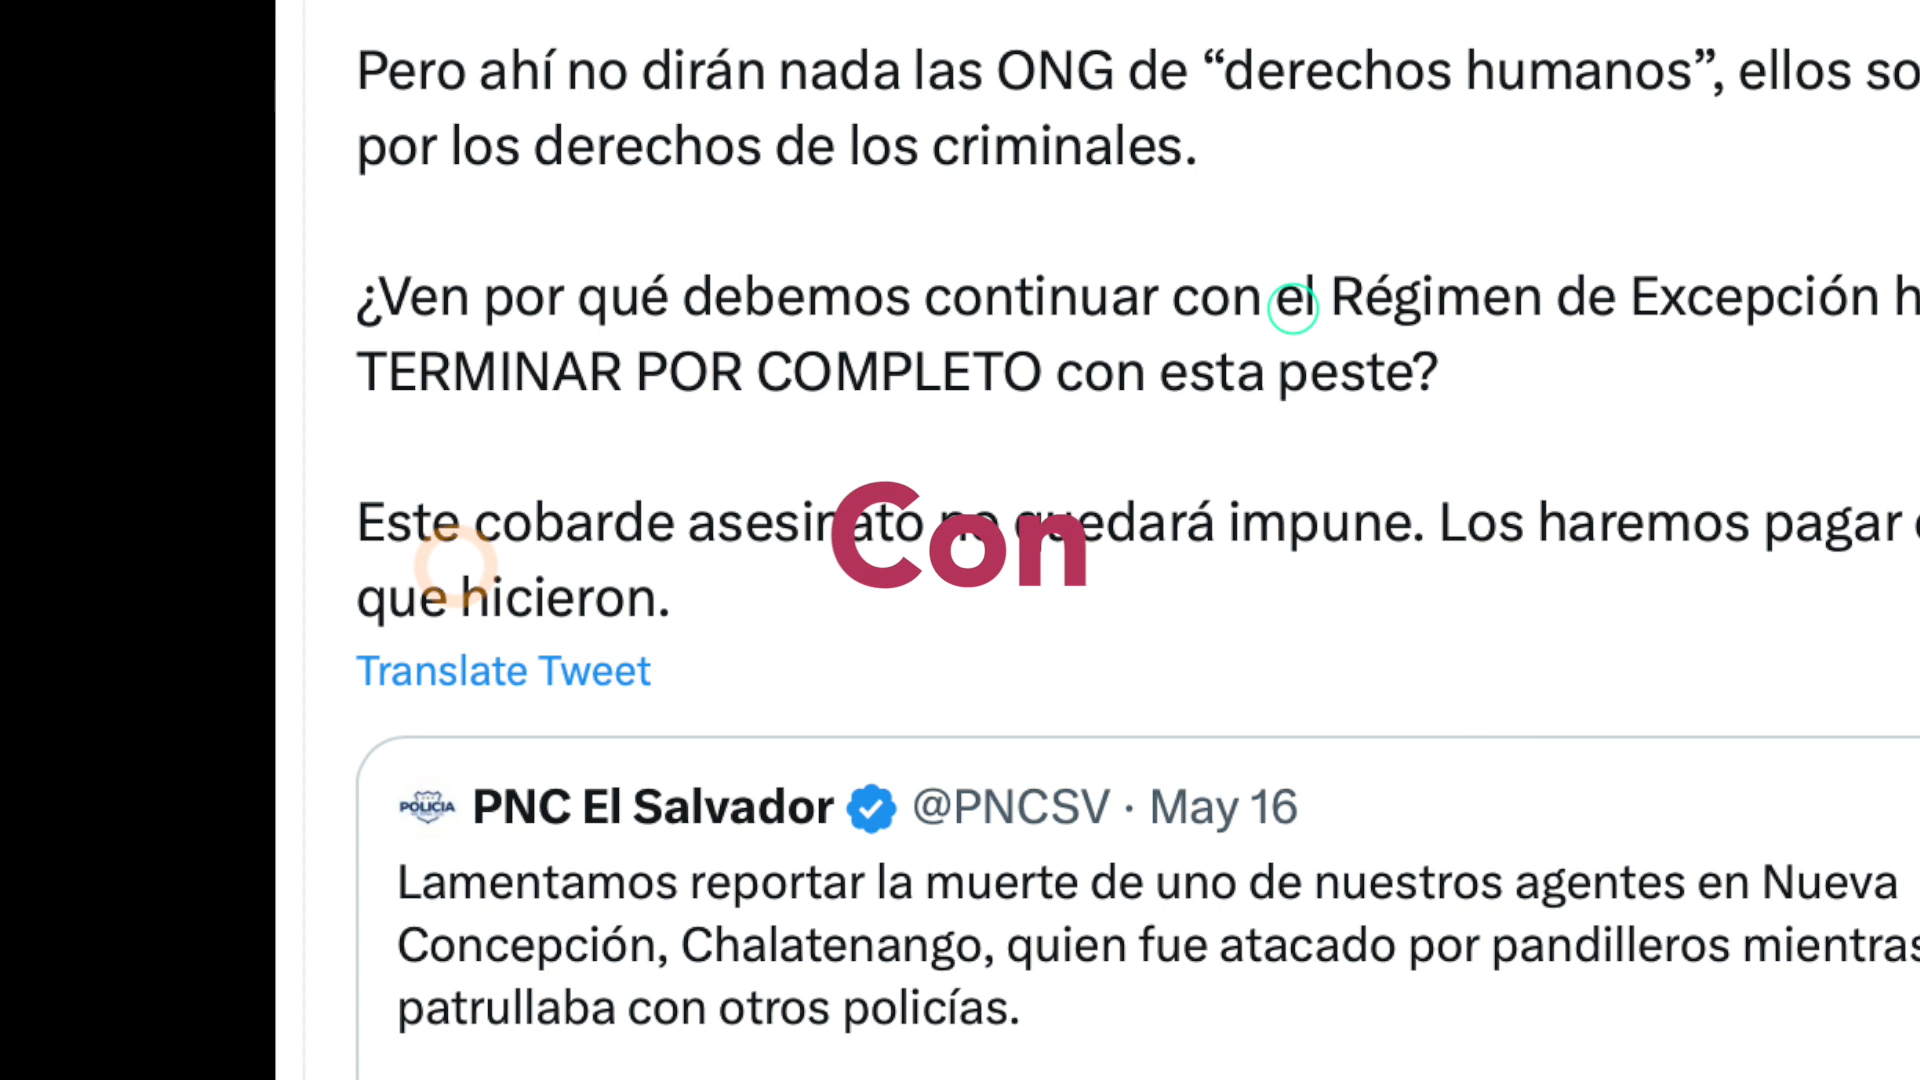 Pero ahí no dirán nada las ONG de “derechos humanos”, ellos so
por los derechos de los criminales.
¿Ven por qué debemos continuar con el Régimen de Excepción h
TERMINAR POR COMPLETO con esta peste?
Este cobarde asesinato no quedará impune. Los haremos pagar
que hicieron.
Con
Translate Tweet
POLICIA PNC El Salvador @PNCSV · May 16
Lamentamos reportar la muerte de uno de nuestros agentes en Nueva
Concepción, Chalatenango, quien fue atacado por pandilleros mientras
patrullaba con otros policías.